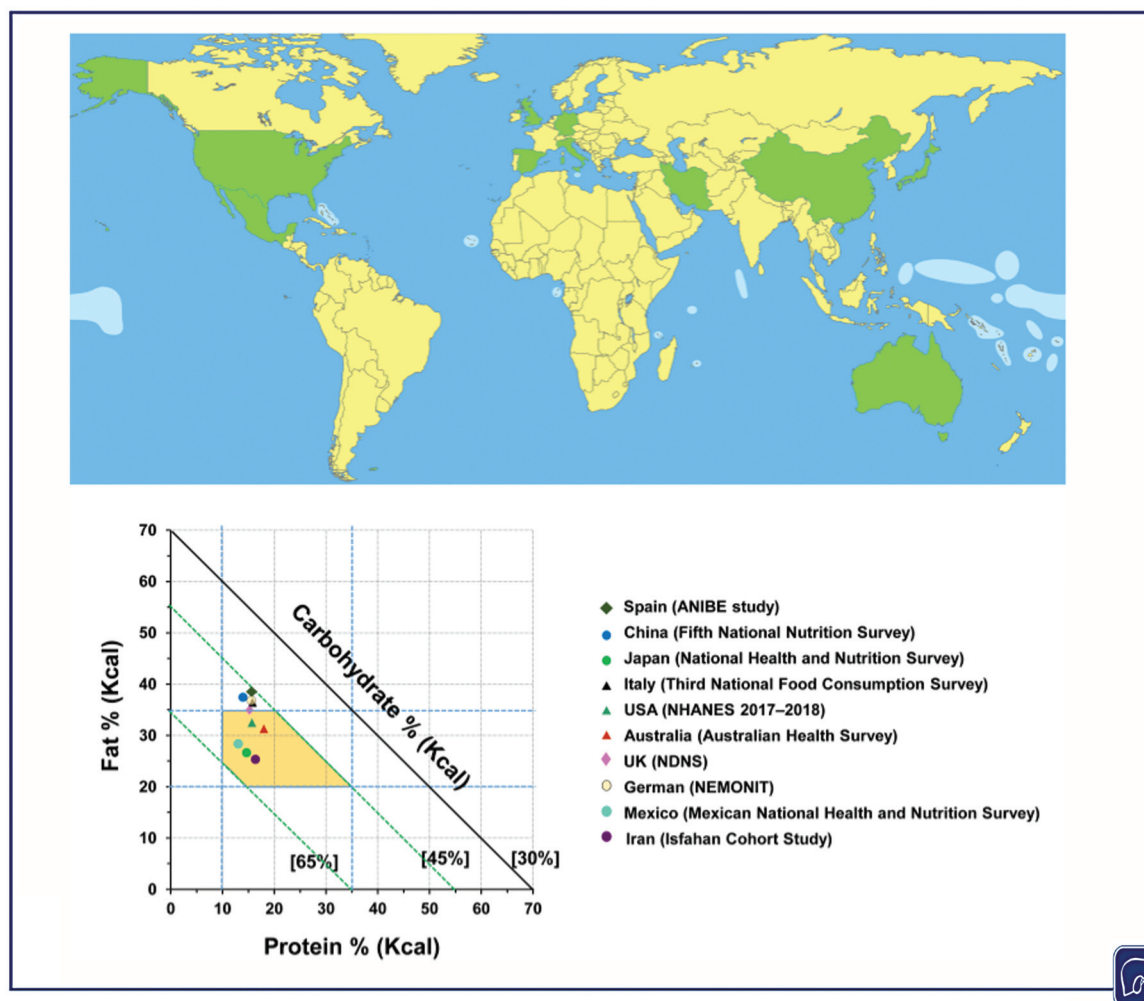 70
60
50
40
30
20
10
0
Fat % (Kcal)
Carbohydrate % (Kcal)
[65%]
[45%]
[30%]
0 10 20 30 40 50 60 70
Protein % (Kcal)
Spain (ANIBE study)
China (Fifth National Nutrition Survey)
Japan (National Health and Nutrition Survey)
Italy (Third National Food Consumption Survey)
USA (NHANES 2017–2018)
Australia (Australian Health Survey)
UK (NDNS)
German (NEMONIT)
Mexico (Mexican National Health and Nutrition Survey)
Iran (Isfahan Cohort Study)